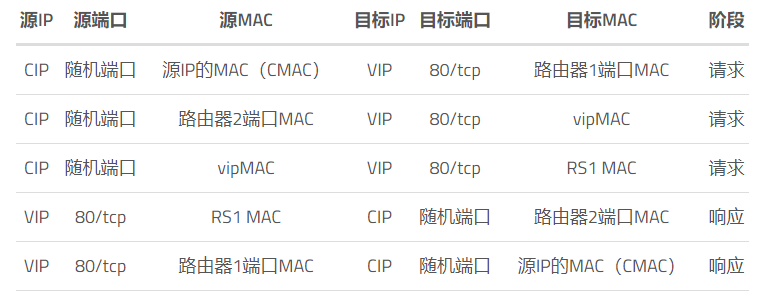 源IP 源端口 源MAC 目标IP 目标端口 目标MAC 阶段
CIP 随机端口 源IP的MAC（CMAC） VIP 80/tcp 路由器1端口MAC 请求
CIP 随机端口 路由器2端口MAC VIP 80/tcp vipMAC 请求
CIP 随机端口 vipMAC VIP 80/tcp RS1 MAC 请求
VIP 80/tcp RS1 MAC CIP 随机端口 路由器2端口MAC 响应
VIP 80/tcp 路由器1端口MAC CIP 随机端口 源IP的MAC（CMAC） 响应